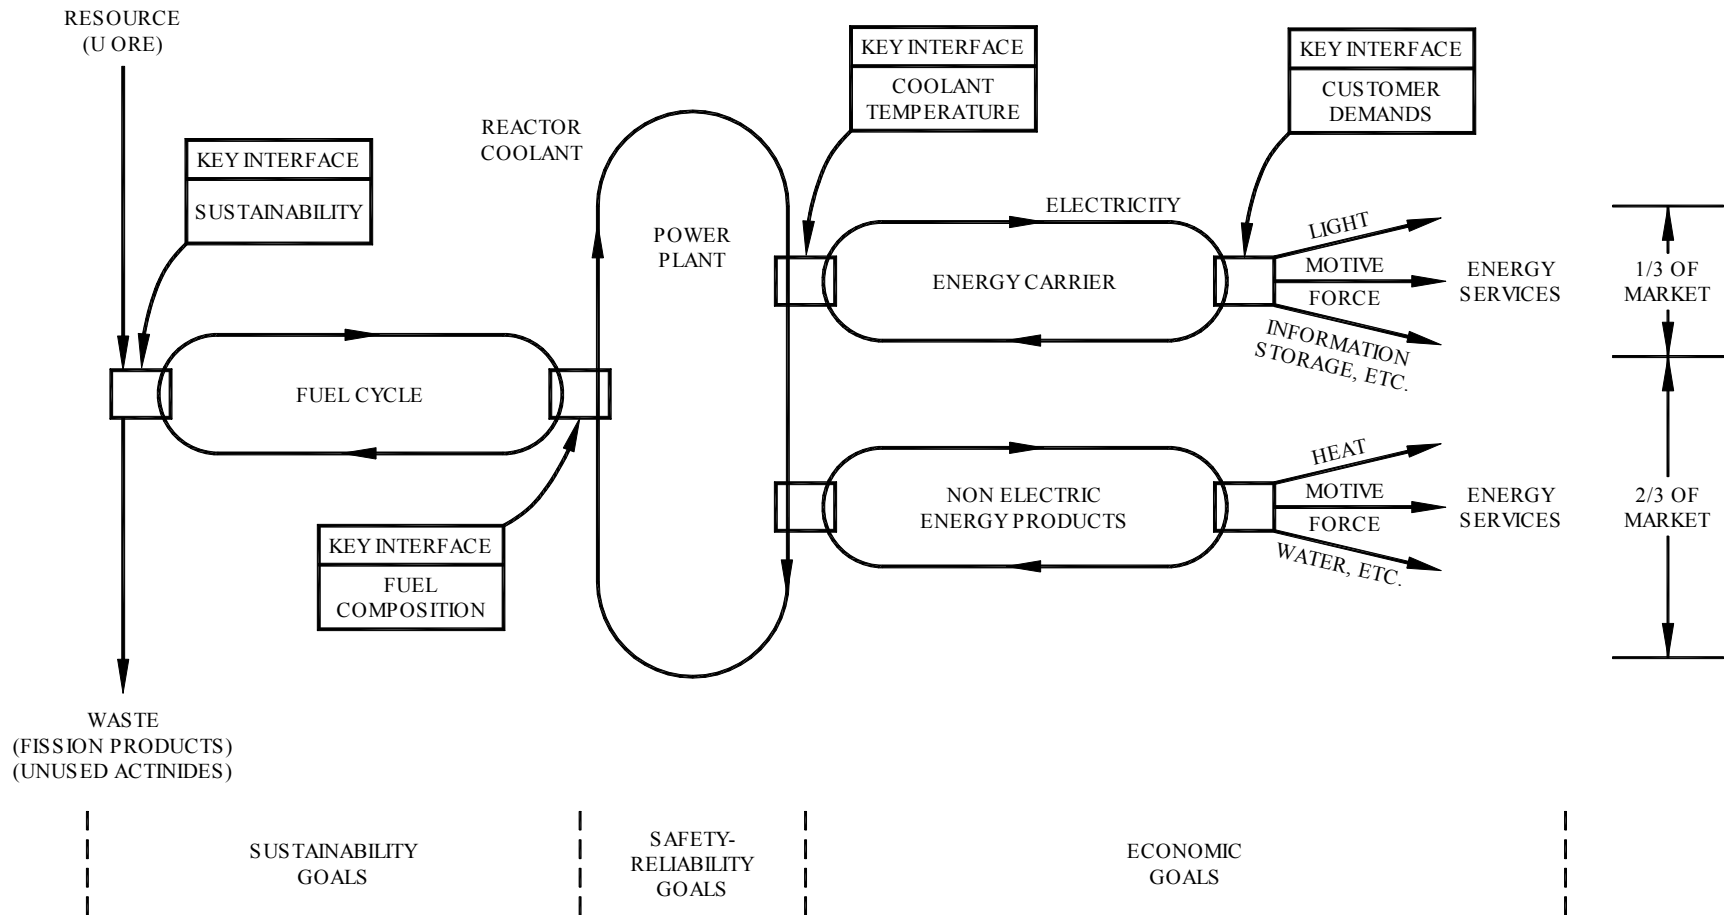 RESOURCE
(U ORE)
KEY INTERFACE
SUSTAINABILITY
REACTOR
COOLANT
KEY INTERFACE
COOLANT
TEMPERATURE
KEY INTERFACE
CUSTOMER
DEMANDS
POWER
PLANT
ELECTRICITY
ENERGY CARRIER
LIGHT
MOTIVE
FORCE
INFORMATION
STORAGE, ETC.
ENERGY
SERVICES
1/3 OF
MARKET
FUEL CYCLE
KEY INTERFACE
FUEL
COMPOSITION
NON ELECTRIC
ENERGY PRODUCTS
HEAT
MOTIVE
FORCE
WATER, ETC.
ENERGY
SERVICES
2/3 OF
MARKET
WASTE
(FISSION PRODUCTS)
(UNUSED ACTINIDES)
SUSTAINABILITY
GOALS
SAFETY-
RELIABILITY
GOALS
ECONOMIC
GOALS